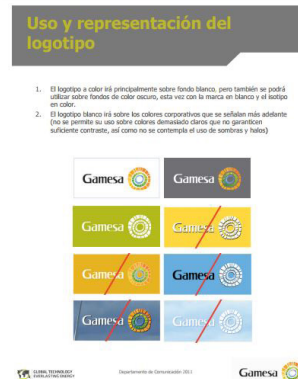 Uso y representación del
logotipo
1. El logotipo a color irá principalmente sobre fondo blanco, pero también se podrá
utilizar sobre fondos de color oscuro, esta vez con la marca en blanco y el isotipo
en color.
2. El logotipo blanco irá sobre los colores corporativos que se señalan más adelante
(no se permite su uso sobre colores demasiado claros que no garanticen
suficiente contraste, así como no se contempla el uso de sombras y halos)
Gamesa Gamesa
Gamesa Gamesa
Gamesa Gamesa
Gamesa Gamesa
GLOBAL TECHNOLOGY
EVERLASTING ENERGY
Departamento de Comunicación 2011
Gamesa